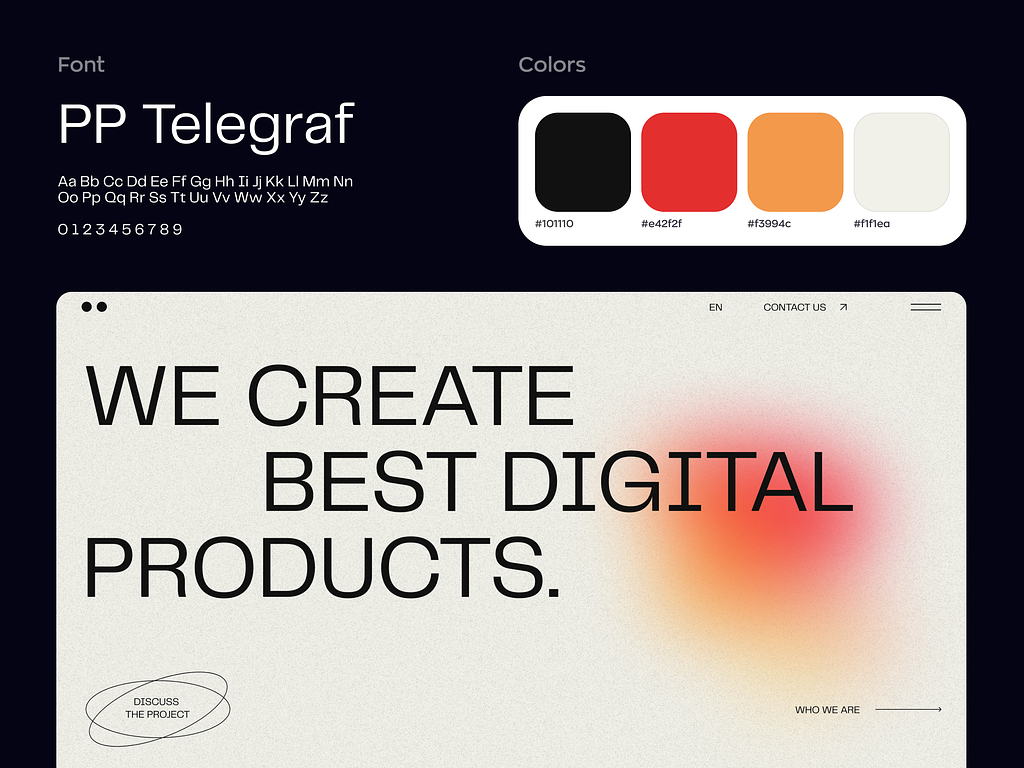 Font
PP Telegraf
Aa Bb Cc Dd Ee Ff Gg Hh Ii Jj Kk Ll Mm Nn
Oo Pp Qq Rr Ss Tt Uu Vv Ww Xx Yy Zz
0 1 2 3 4 5 6 7 8 9
Colors
#101110
#e42f2f
#f3994c
#f1f1ea
EN
CONTACT US
WE CREATE
BEST DIGITAL
PRODUCTS.
DISCUSS
THE PROJECT
WHO WE ARE